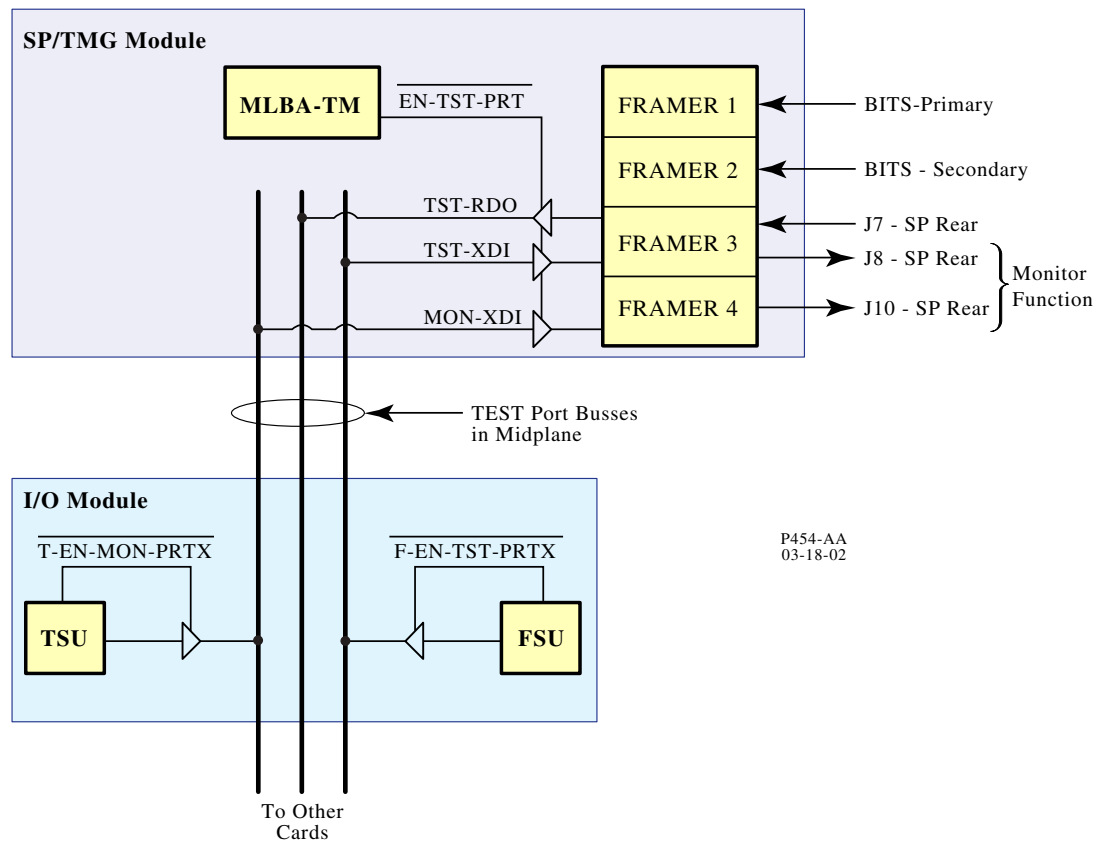 SP/TMG Module
MLBA-TM
EN-TST-PRT
FRAMER 1
BITS-Primary
FRAMER 2
BITS - Secondary
TST-RDO
FRAMER 3
J7 - SP Rear
TST-XDI
J8 - SP Rear
Monitor
Function
MON-XDI
FRAMER 4
J10 - SP Rear
TEST Port Busses
in Midplane
I/O Module
T-EN-MON-PRTX
F-EN-TST-PRTX
TSU
FSU
P454-AA
03-18-02
To Other
Cards